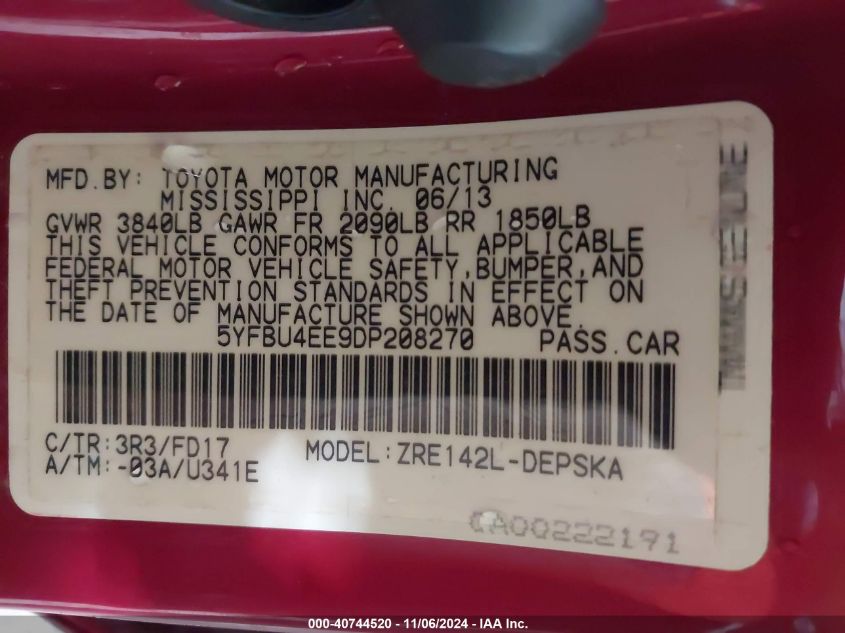 MFD.BY: TOYOTA MOTOR MANUFACTURING
MISSISSIPPI INC. 06/13
GVWR 3840LB GAWR FR 2090LB RR 1850LB
THIS VEHICLE CONFORMS TO ALL APPLICABLE
FEDERAL MOTOR VEHICLE SAFETY,BUMPER,AND
THEFT PREVENTION STANDARDS IN EFFECT ON
THE DATE OF MANUFACTURE SHOWN ABOVE.
5YFBU4EE9DP208270 PASS.CAR
C/TR:3R3/FD17
A/TM:-03A/U341E
MODEL:ZRE142L-DEPSKA
CA00222191
000-40744520 - 11/06/2024 - IAA Inc.